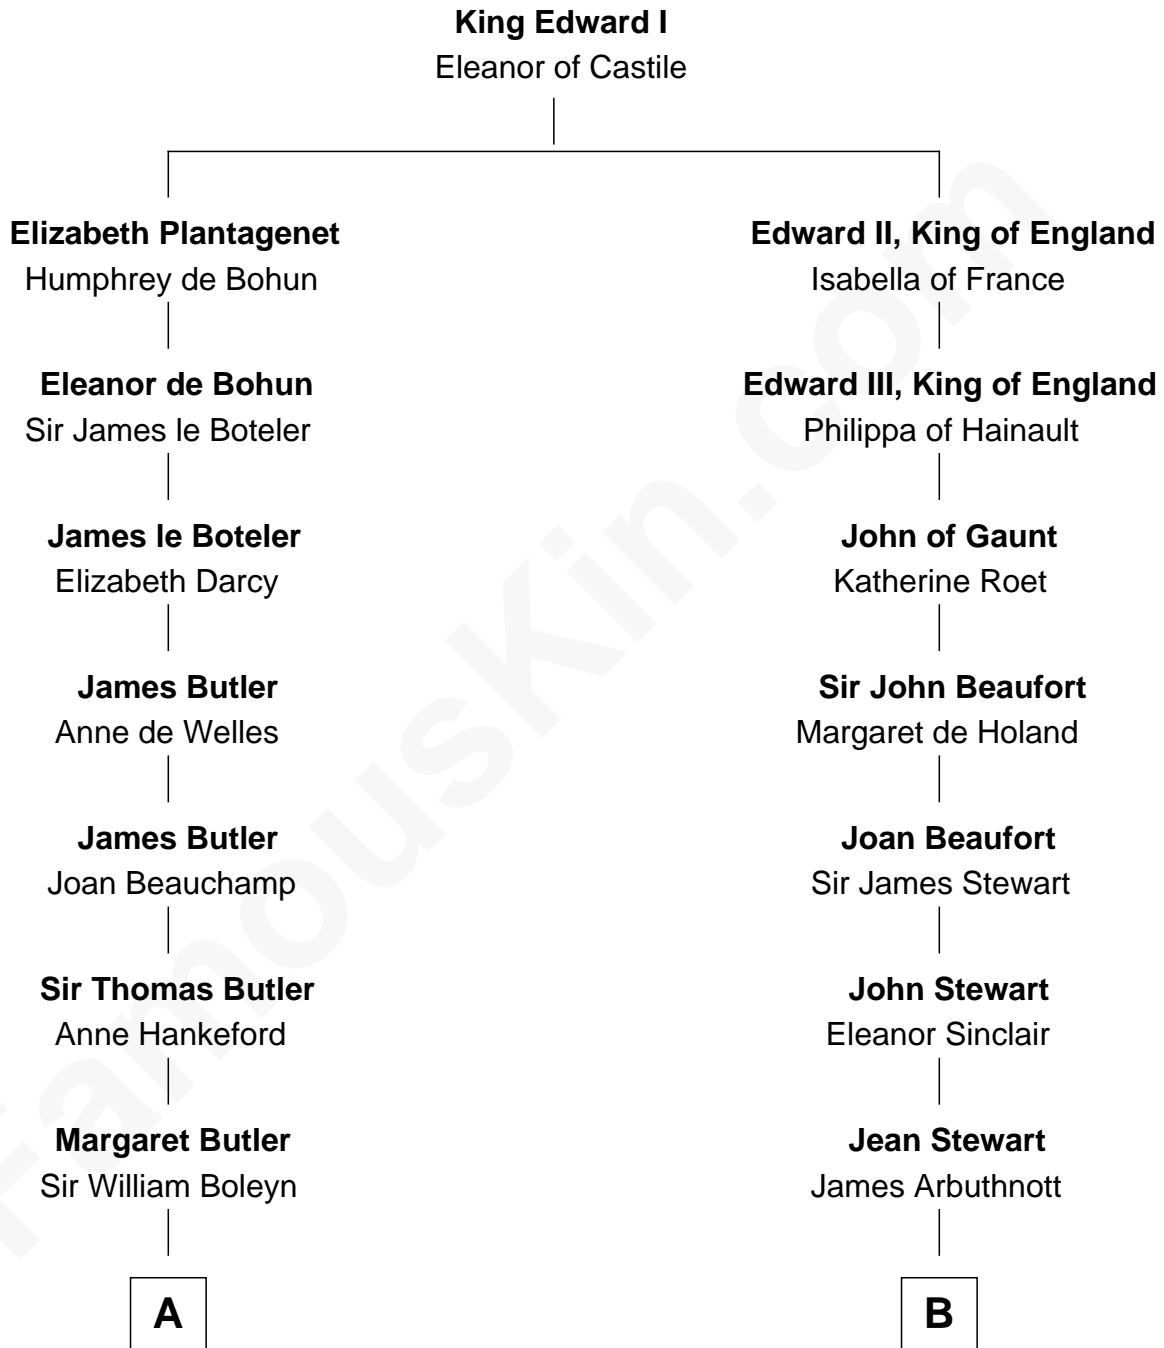 King Edward I
Eleanor of Castile
Elizabeth Plantagenet
Humphrey de Bohun
Edward II, King of England
Isabella of France
Eleanor de Bohun
Sir James le Boteler
Edward III, King of England
Philippa of Hainault
James le Boteler
Elizabeth Darcy
John of Gaunt
Katherine Roet
James Butler
Anne de Welles
Sir John Beaufort
Margaret de Holand
James Butler
Joan Beauchamp
Joan Beaufort
Sir James Stewart
Sir Thomas Butler
Anne Hankeford
John Stewart
Eleanor Sinclair
Margaret Butler
Sir William Boleyn
Jean Stewart
James Arbuthnott
A
B
FamousKin.com